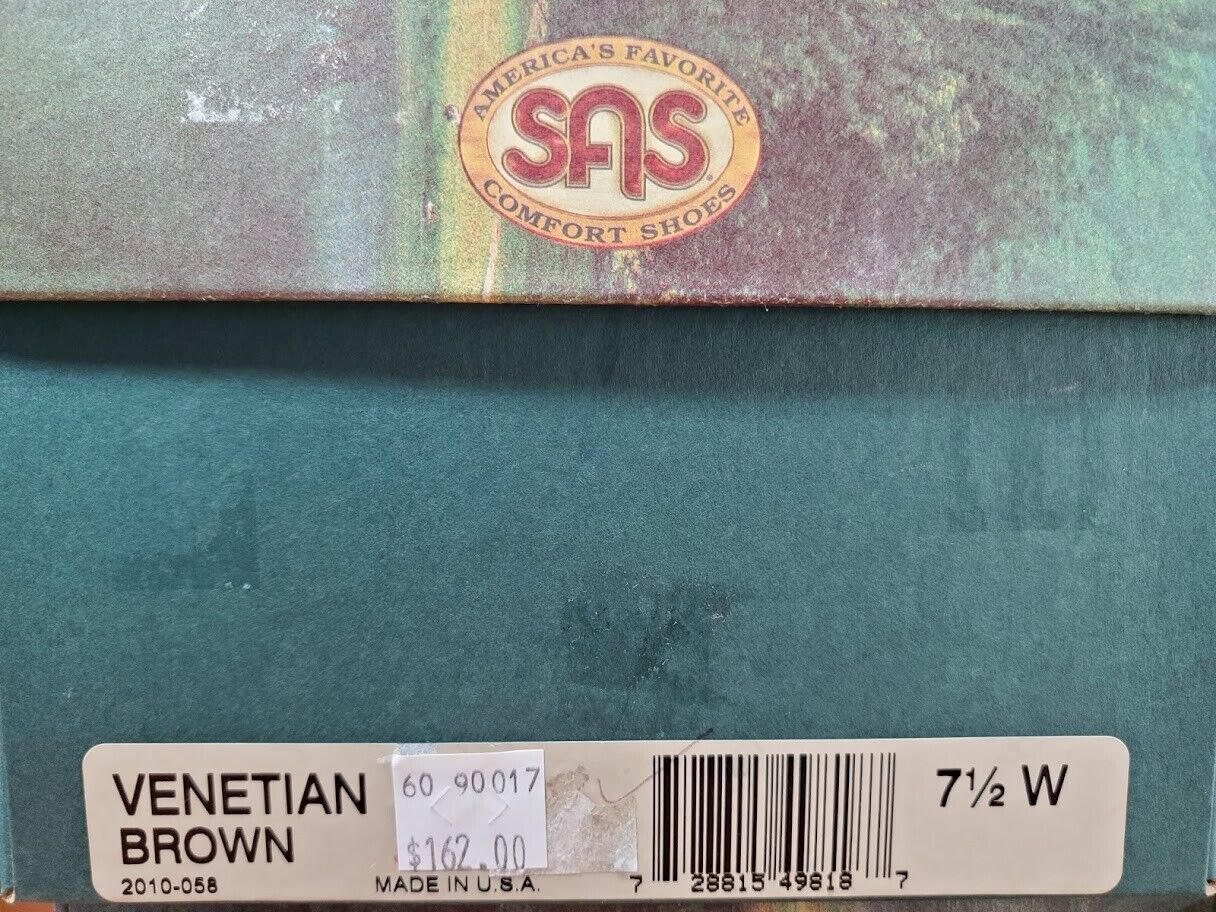 AMERICA'S FAVORITE
SAS
COMFORT SHOES
VENETIAN
BROWN
2010-058
60 90017
$162.00
MADE IN U.S.A.
7 28815 49818 7
7½ W